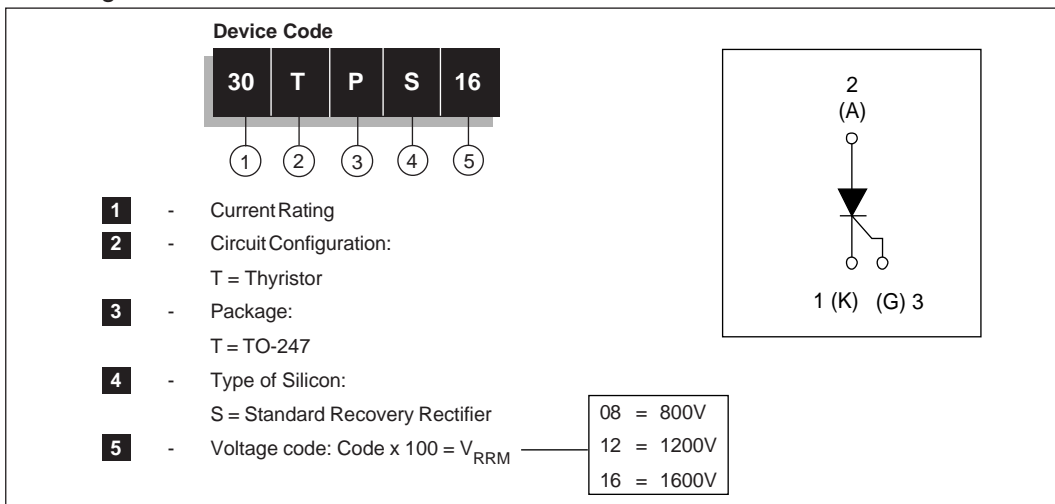 Device Code
30 T P S 16
1 2 3 4 5
1 - Current Rating
2 - Circuit Configuration:
T = Thyristor
3 - Package:
T = TO-247
4 - Type of Silicon:
S = Standard Recovery Rectifier
5 - Voltage code: Code x 100 = VRRM
08 = 800V
12 = 1200V
16 = 1600V
2
(A)
1 (K) (G) 3